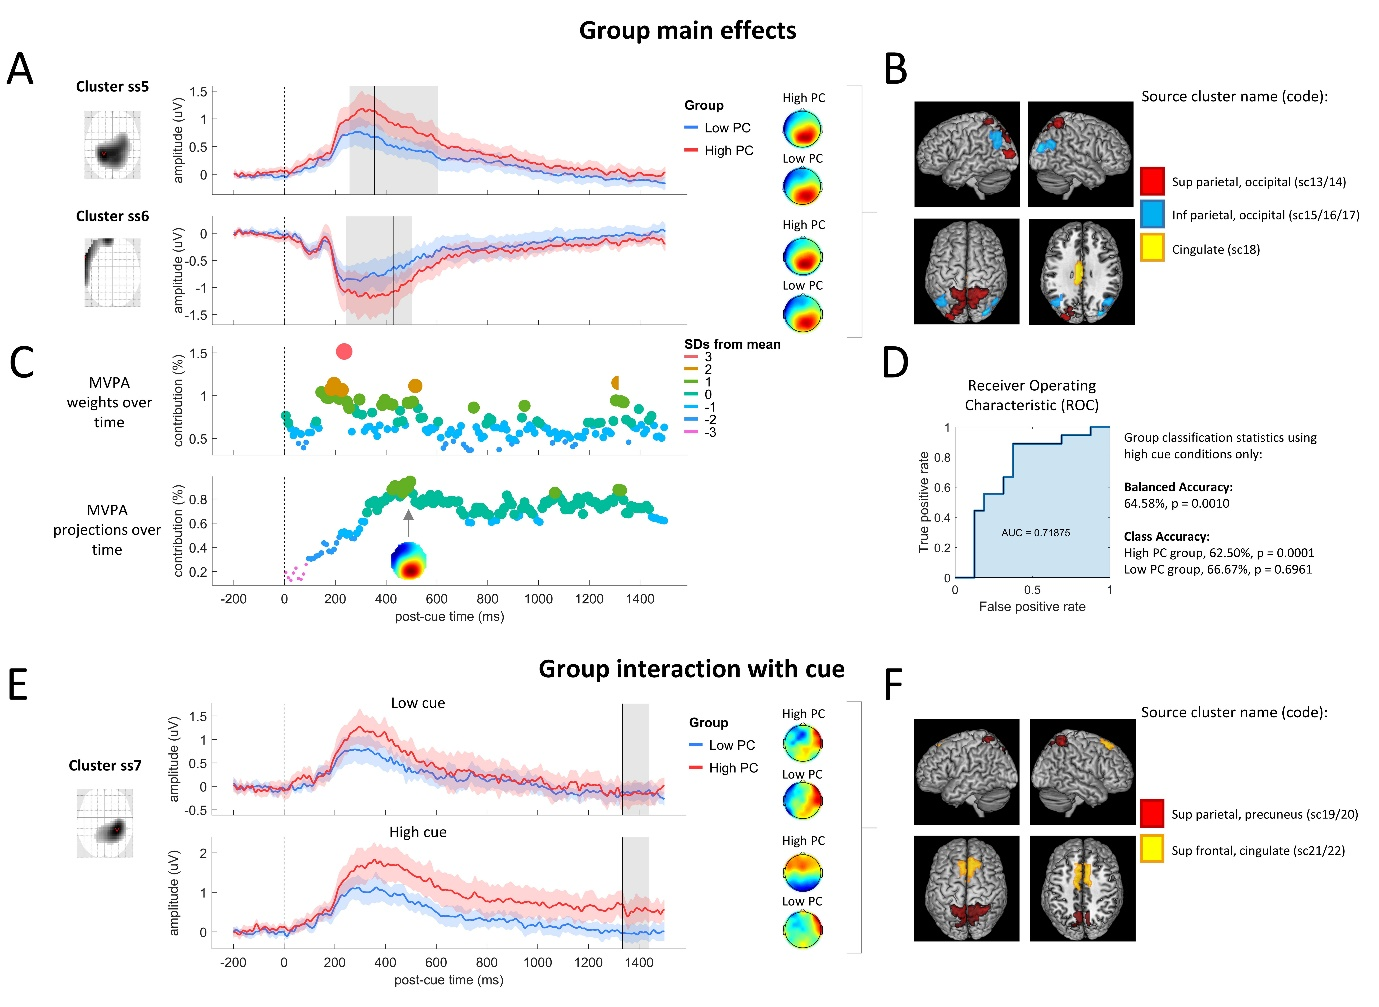 Group main effects
A
Cluster ss5
amplitude (uV)
1.5
1
0.5
0
Group
Low PC
High PC
High PC
Low PC
Cluster ss6
amplitude (uV)
0
-0.5
-1
-1.5
-200 0 200 400 600 800 1000 1200 1400
High PC
Low PC
B
Source cluster name (code):
Sup parietal, occipital (sc13/14)
Inf parietal, occipital (sc15/16/17)
Cingulate (sc18)
C
MVPA
weights over
time
contribution (%)
1.5
1
0.5
SDs from mean
3
2
1
0
-1
-2
-3
MVPA
projections over
time
contribution (%)
0.8
0.6
0.4
0.2
-200 0 200 400 600 800 1000 1200 1400
post-cue time (ms)
D
Receiver Operating
Characteristic (ROC)
True positive rate
1
0.8
0.6
0.4
0.2
0
AUC = 0.71875
0 0.5 1
False positive rate
Group classification statistics using
high cue conditions only:
Balanced Accuracy:
64.58%, p = 0.0010
Class Accuracy:
High PC group, 62.50%, p = 0.0001
Low PC group, 66.67%, p = 0.6961
Group interaction with cue
E
Cluster ss7
Low cue
amplitude (uV)
1.5
1
0.5
0
-0.5
Group
Low PC
High PC
High PC
Low PC
High cue
amplitude (uV)
2
1
0
-200 0 200 400 600 800 1000 1200 1400
post-cue time (ms)
High PC
Low PC
F
Source cluster name (code):
Sup parietal, precuneus (sc19/20)
Sup frontal, cingulate (sc21/22)